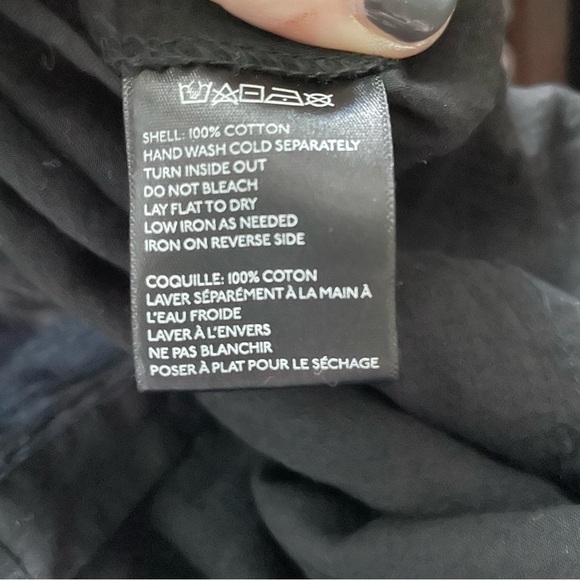 SHELL: 100% COTTON
HAND WASH COLD SEPARATELY
TURN INSIDE OUT
DO NOT BLEACH
LAY FLAT TO DRY
LOW IRON AS NEEDED
IRON ON REVERSE SIDE
COQUILLE: 100% COTON
LAVER SÉPARÉMENT À LA MAIN À
L'EAU FROIDE
LAVER À L'ENVERS
NE PAS BLANCHIR
POSER À PLAT POUR LE SÉCHAGE